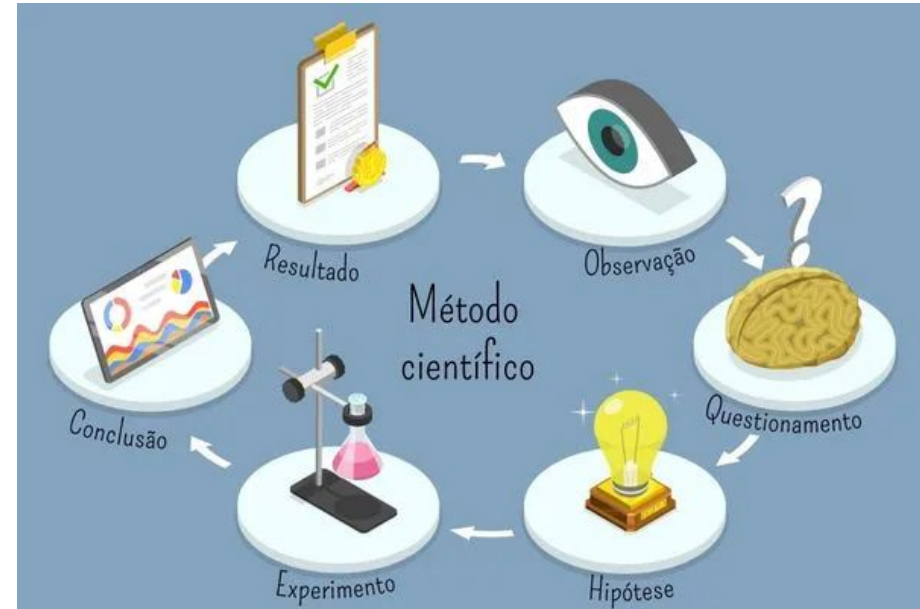 Resultado
Observação
Método
científico
Questionamento
Conclusão
Experimento
Hipótese